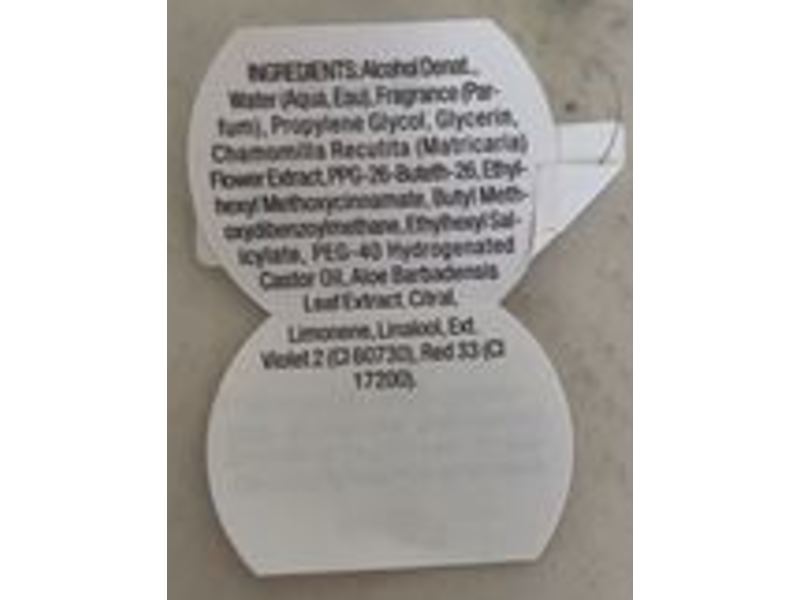 INGREDIENTS: Alcohol Denat.,
Water (Aqua, Eau), Fragrance (Par-
fum), Propylene Glycol, Glycerin,
Chamomilla Recutita (Matricaria)
Flower Extract, PPG-26-Buteth-26, Ethyl-
hexyl Methoxycinnamate, Butyl Meth-
oxydibenzoylmethane, Ethylhexyl Sal-
icylate, PEG-40 Hydrogenated
Castor Oil, Aloe Barbadensis
Leaf Extract, Citral,
Limonene, Linalool, Ext.
Violet 2 (CI 60730), Red 33 (CI
17200).